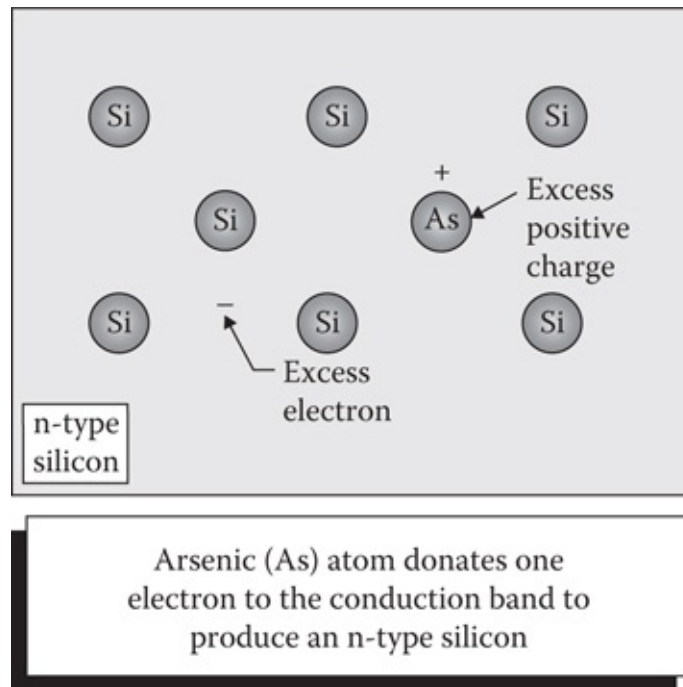 Si
Si
Si
+
Si
As
Excess
positive
charge
Si
–
Si
Si
Excess
electron
n-type
silicon
Arsenic (As) atom donates one
electron to the conduction band to
produce an n-type silicon